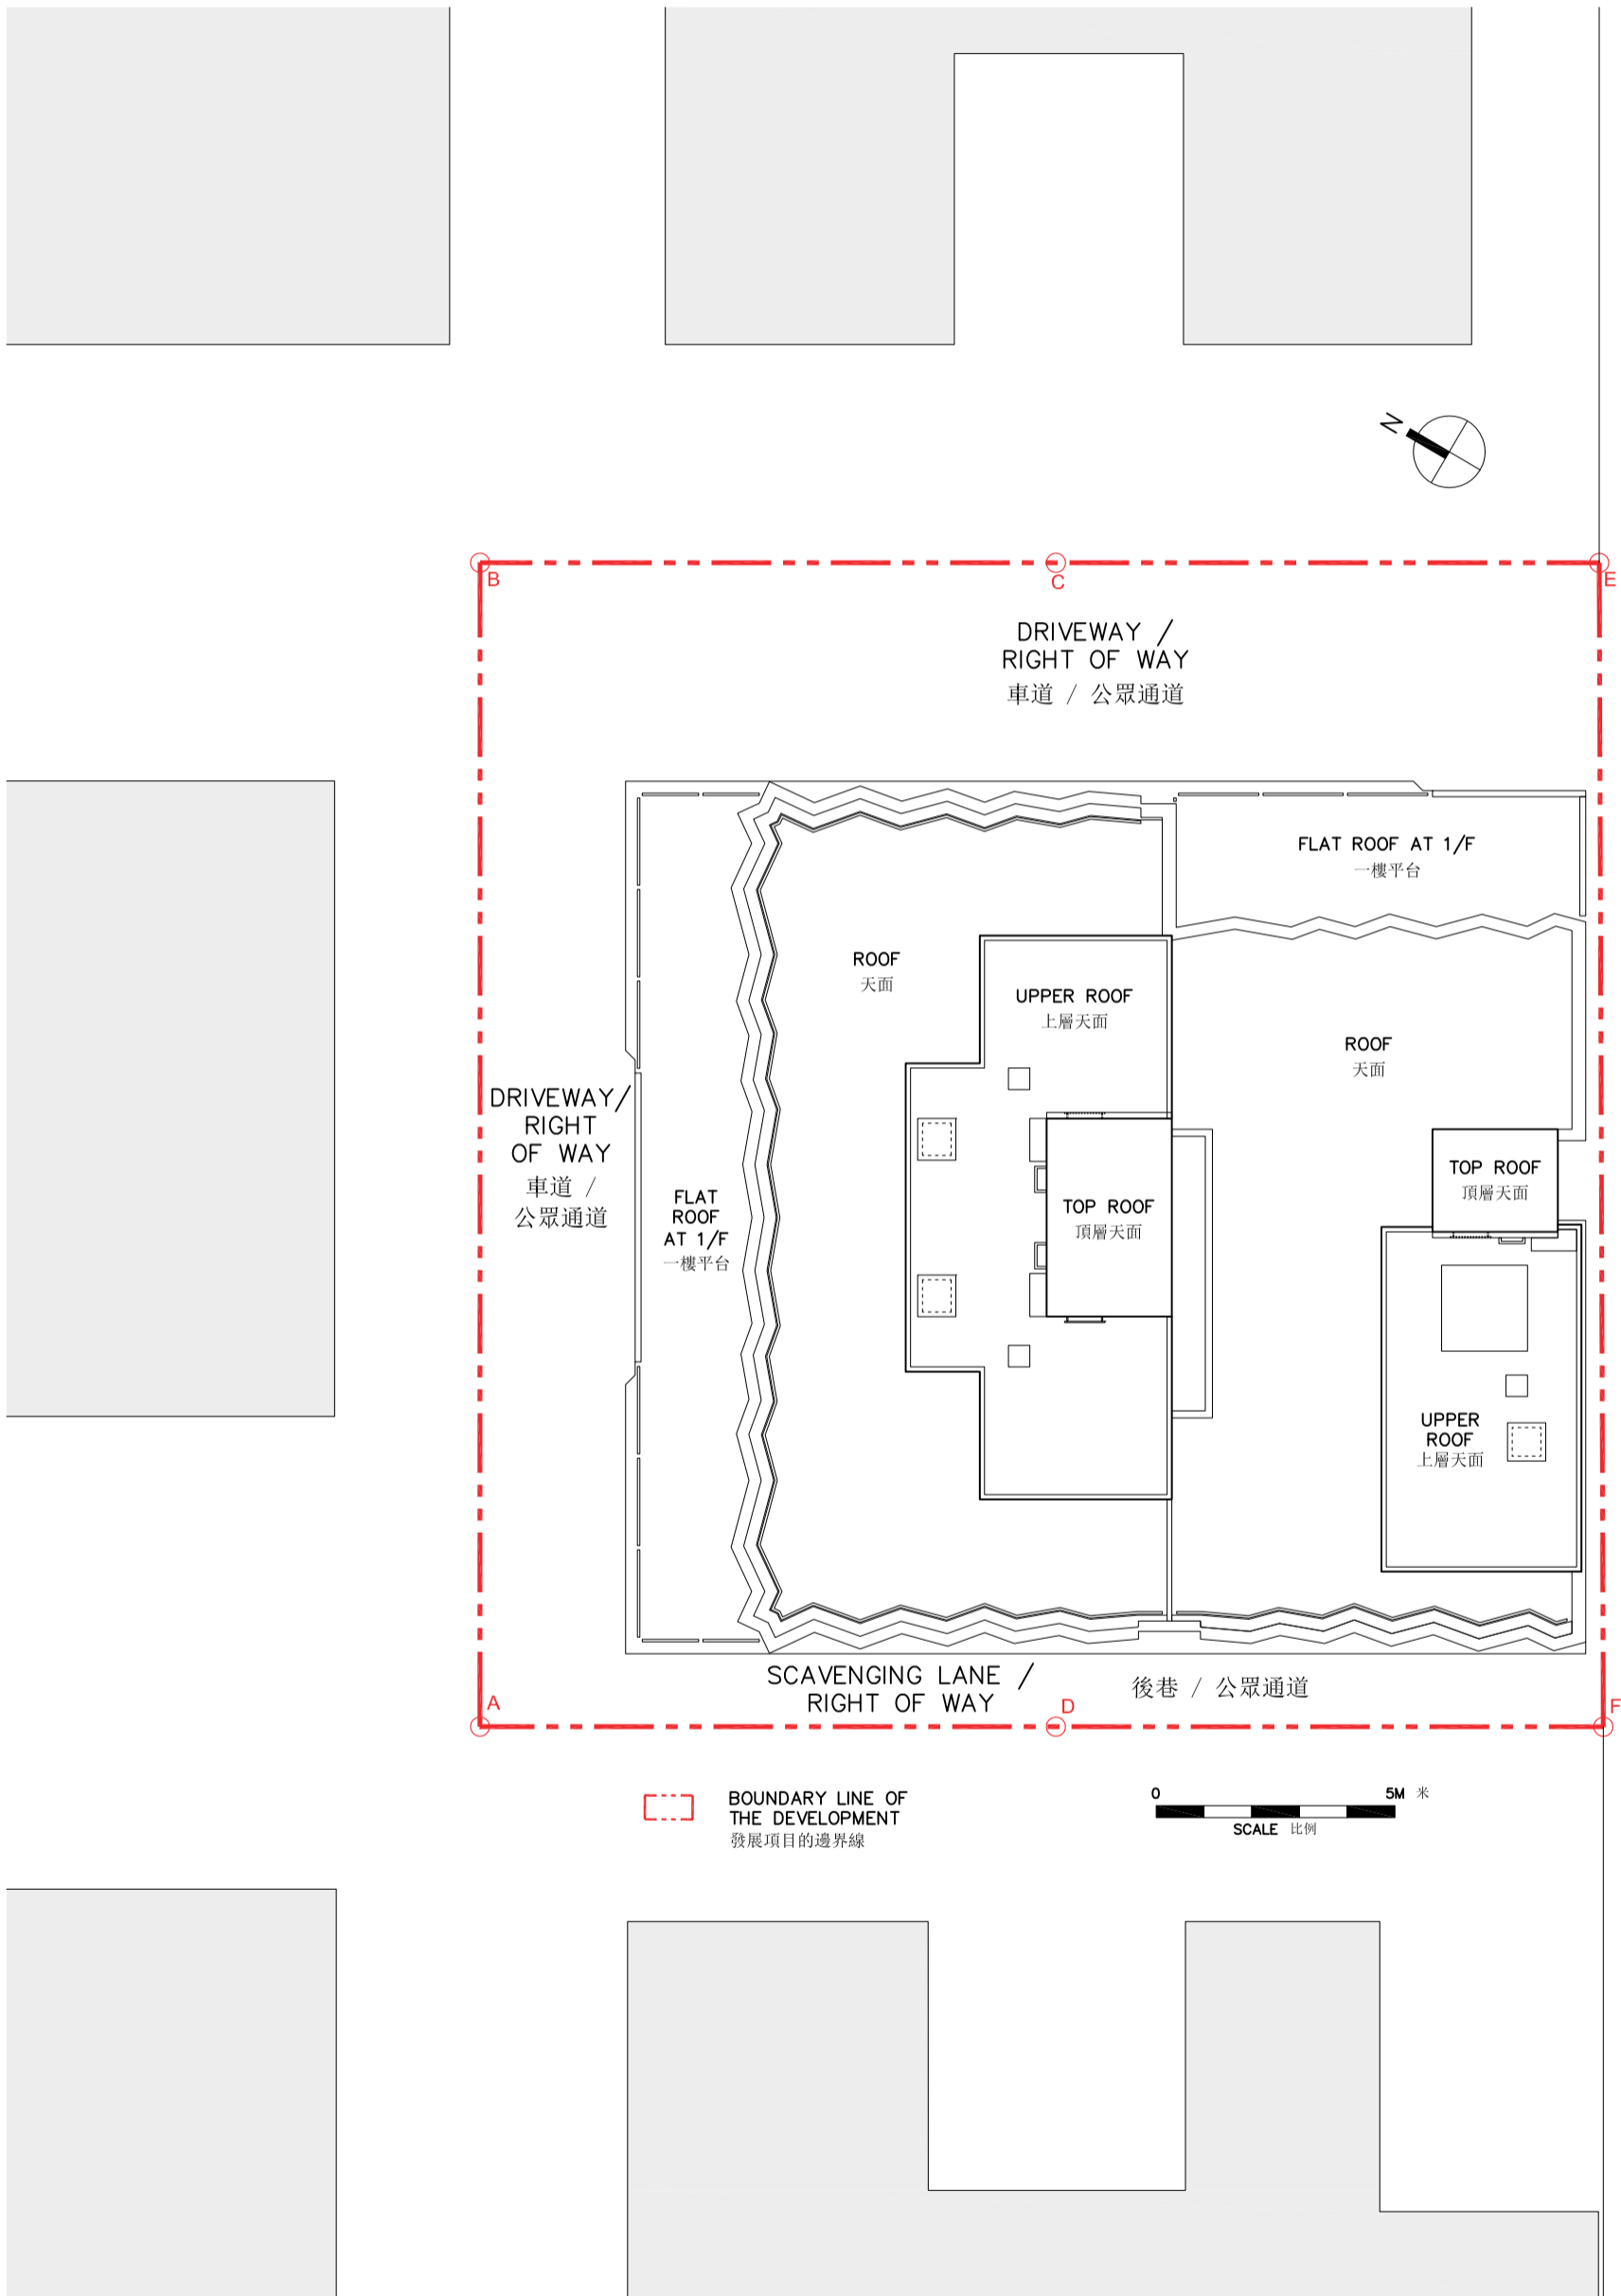 N
B
C
E
DRIVEWAY /
RIGHT OF WAY
車道 / 公眾通道
FLAT ROOF AT 1/F
一樓平台
ROOF
天面
UPPER ROOF
上層天面
ROOF
天面
DRIVEWAY/
RIGHT
OF WAY
車道 /
公眾通道
FLAT
ROOF
AT 1/F
一樓平台
TOP ROOF
頂層天面
TOP ROOF
頂層天面
UPPER
ROOF
上層天面
SCAVENGING LANE /
RIGHT OF WAY
後巷 / 公眾通道
A
D
F
BOUNDARY LINE OF
THE DEVELOPMENT
發展項目的邊界線
0 5M 米
SCALE 比例